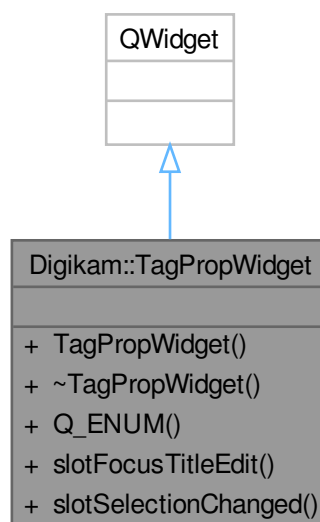 QWidget
Digikam::TagPropWidget
+ TagPropWidget()
+ ~TagPropWidget()
+ Q_ENUM()
+ slotFocusTitleEdit()
+ slotSelectionChanged()